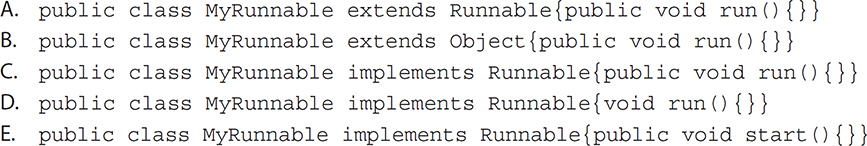 A. public class MyRunnable extends Runnable{public void run(){}}
B. public class MyRunnable extends Object{public void run(){}}
C. public class MyRunnable implements Runnable{public void run(){}}
D. public class MyRunnable implements Runnable{void run(){}}
E. public class MyRunnable implements Runnable{public void start(){}}